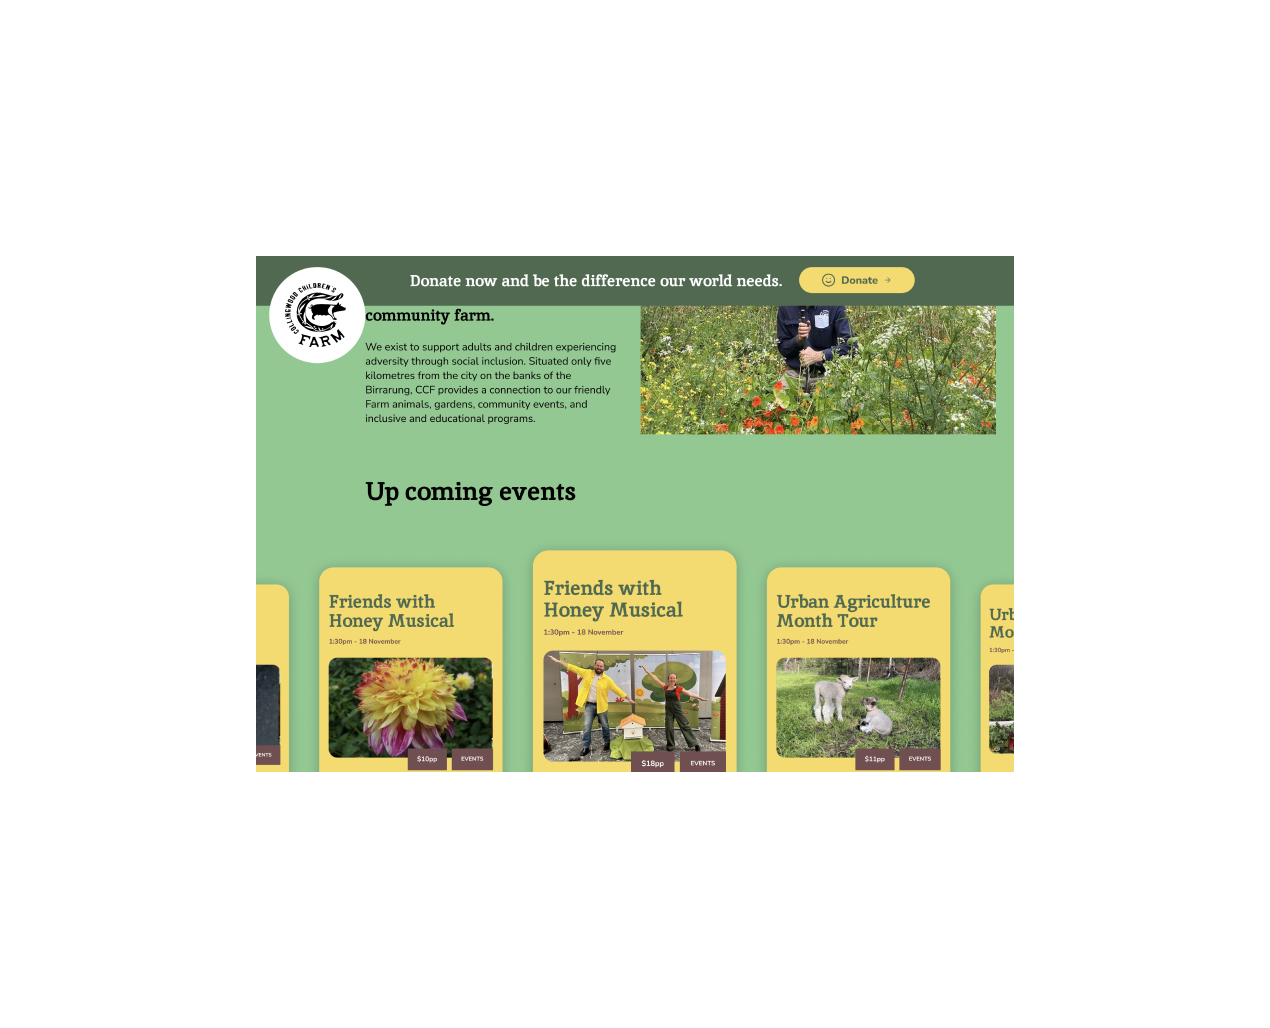 Donate now and be the difference our world needs.
Donate
COLLINGWOOD CHILDREN'S
FARM
community farm.
We exist to support adults and children experiencing
adversity through social inclusion. Situated only five
kilometres from the city on the banks of the
Birrarung, CCF provides a connection to our friendly
Farm animals, gardens, community events, and
inclusive and educational programs.
Up coming events
Friends with
Honey Musical
1:30pm - 18 November
$10pp
EVENTS
Friends with
Honey Musical
1:30pm - 18 November
$18pp
EVENTS
Urban Agriculture
Month Tour
1:30pm - 18 November
$11pp
EVENTS
1:30pm -